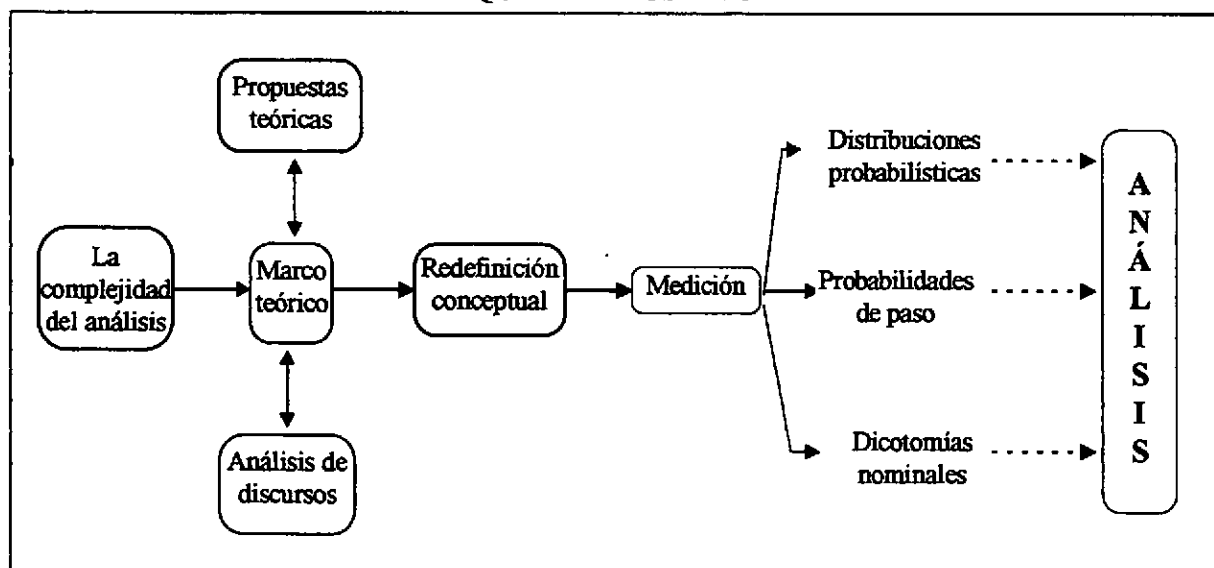 Propuestas
teóricas
La
complejidad
del análisis
Marco
teórico
Redefinición
conceptual
Medición
Análisis de
discursos
Distribuciones
probabilísticas
Probabilidades
de paso
Dicotomías
nominales
A
N
Á
L
I
S
I
S